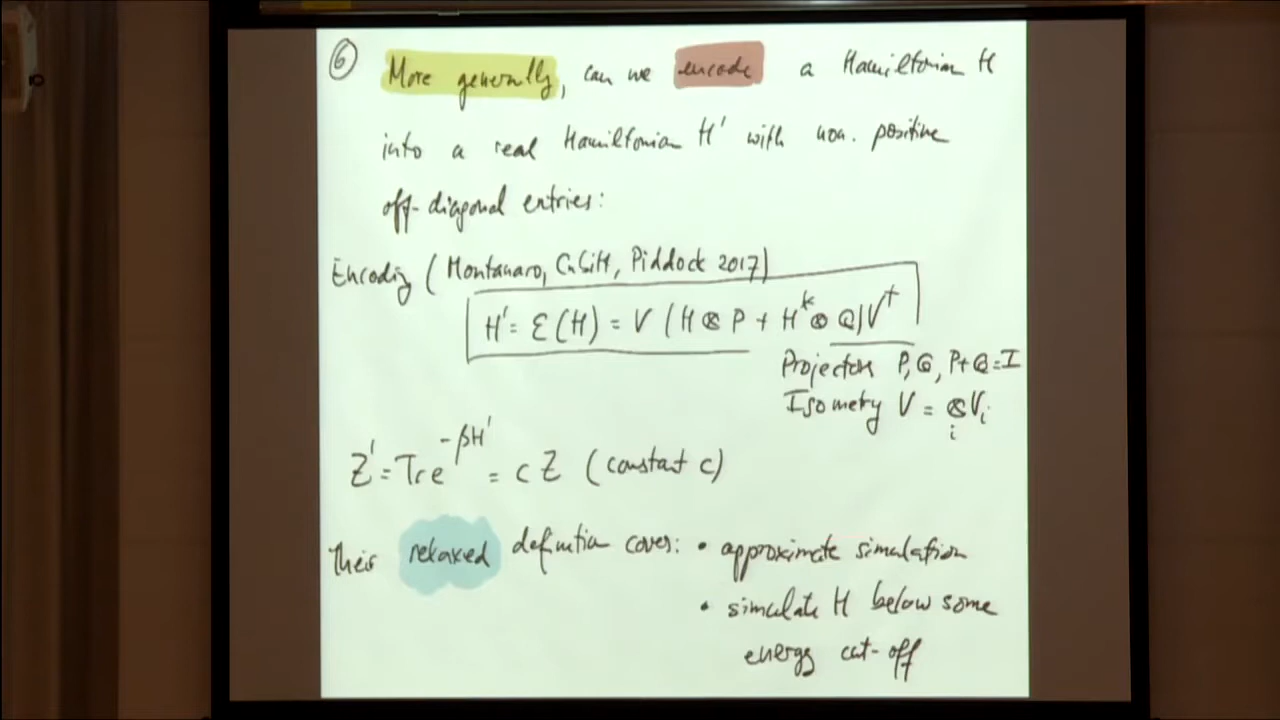 ⑥ More generally, can we encode a Hamiltonian H
into a real Hamiltonian H' with non-positive
off-diagonal entries:
Encoding (Montanaro, Cubitt, Piddock 2017)
H' = ℰ(H) = V (H ⊗ P + H* ⊗ Q) V†
Projectors P, Q, P+Q=I
Isometry V = ⊗ᵢ Vᵢ
Z' = Tr e^{-βH'} = c Z (constant c)
Their relaxed definition covers: • approximate simulation
• simulate H below some
energy cut-off